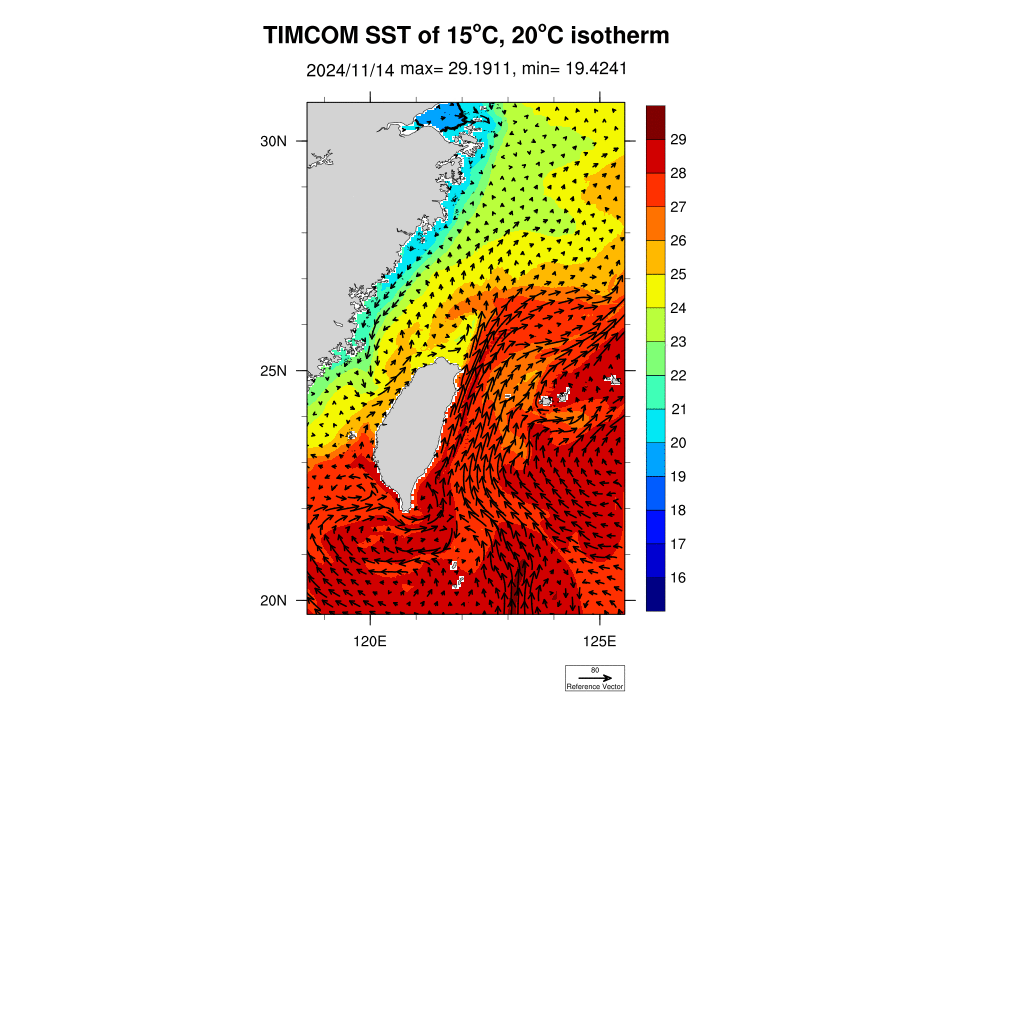 TIMCOM SST of 15°C, 20°C isotherm
2024/11/14 max= 29.1911, min= 19.4241
30N
25N
20N
120E
125E
29
28
27
26
25
24
23
22
21
20
19
18
17
16
80
Reference Vector